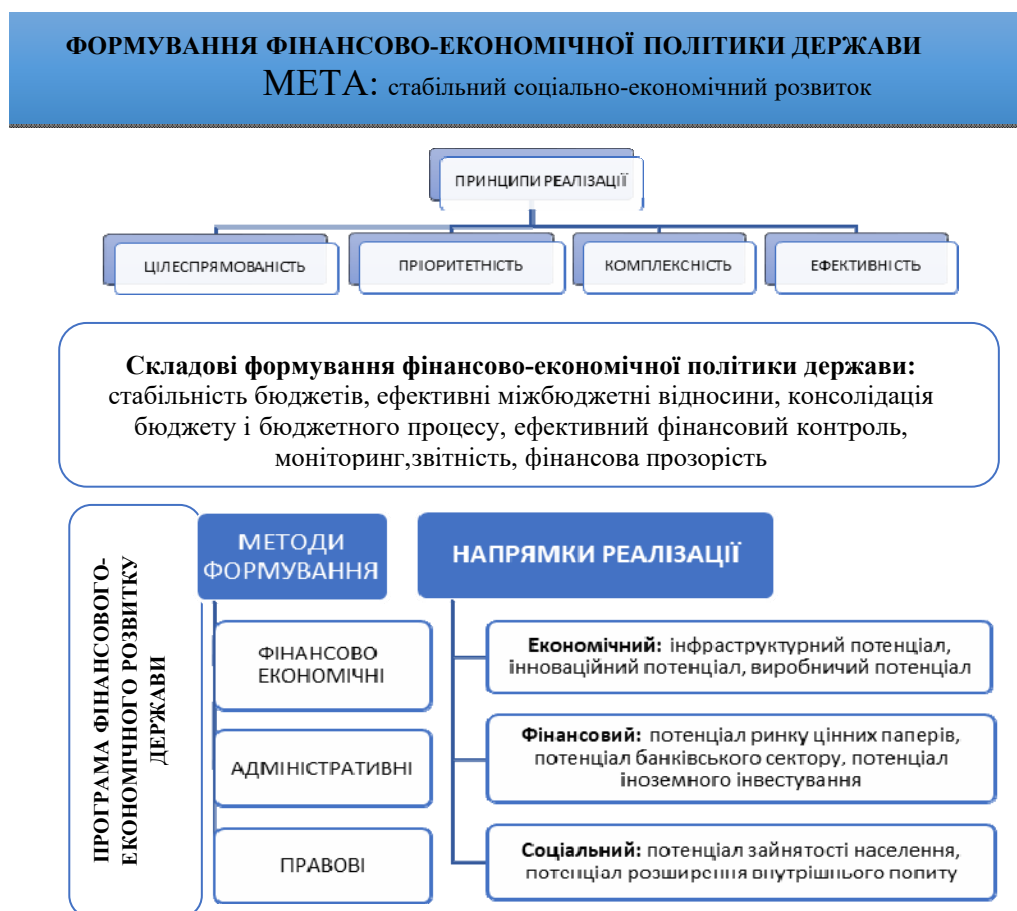 ФОРМУВАННЯ ФІНАНСОВО-ЕКОНОМІЧНОЇ ПОЛІТИКИ ДЕРЖАВИ
МЕТА: стабільний соціально-економічний розвиток
ПРИНЦИПИ РЕАЛІЗАЦІЇ
ЦІЛЕСПРЯМОВАНІСТЬ
ПРІОРИТЕТНІСТЬ
КОМПЛЕКСНІСТЬ
ЕФЕКТИВНІСТЬ
Складові формування фінансово-економічної політики держави:
стабільність бюджетів, ефективні міжбюджетні відносини, консолідація
бюджету і бюджетного процесу, ефективний фінансовий контроль,
моніторинг,звітність, фінансова прозорість
ПРОГРАМА ФІНАНСОВОГО-
ЕКОНОМІЧНОГО РОЗВИТКУ
ДЕРЖАВИ
МЕТОДИ
ФОРМУВАННЯ
ФІНАНСОВО
ЕКОНОМІЧНІ
АДМІНІСТРАТИВНІ
ПРАВОВІ
НАПРЯМКИ РЕАЛІЗАЦІЇ
Економічний: інфраструктурний потенціал,
інноваційний потенціал, виробничий потенціал
Фінансовий: потенціал ринку цінних паперів,
потенціал банківського сектору, потенціал
іноземного інвестування
Соціальний: потенціал зайнятості населення,
потенціал розширення внутрішнього попиту